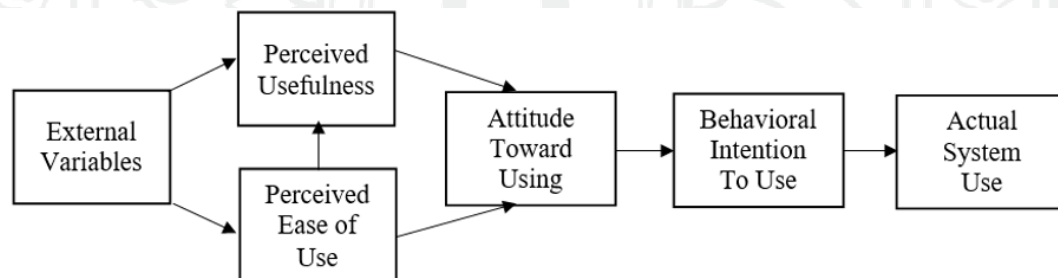 External
Variables
Perceived
Usefulness
Perceived
Ease of
Use
Attitude
Toward
Using
Behavioral
Intention
To Use
Actual
System
Use